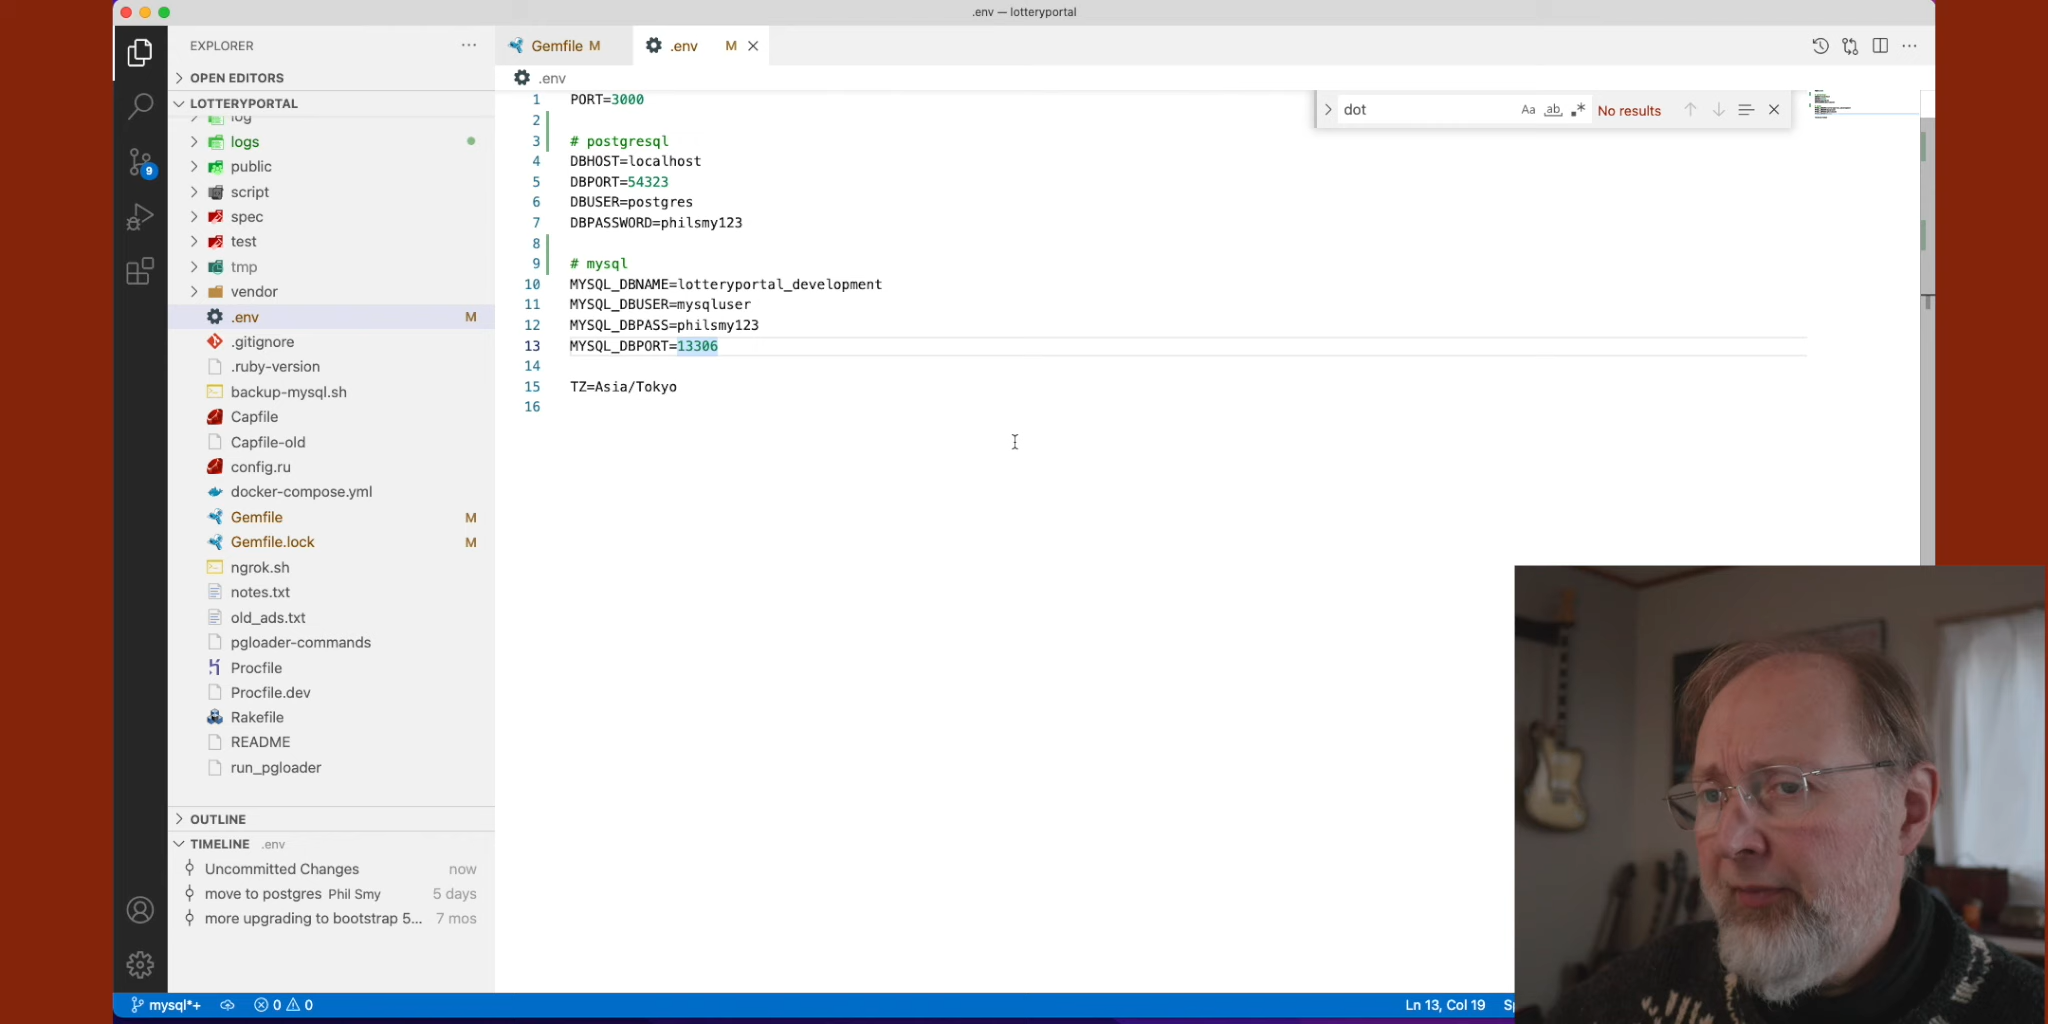 .env — lotteryportal
EXPLORER
Gemfile M
.env M
OPEN EDITORS
.env
LOTTERYPORTAL
log
logs
public
script
spec
test
tmp
vendor
.env M
.gitignore
.ruby-version
backup-mysql.sh
Capfile
Capfile-old
config.ru
docker-compose.yml
Gemfile M
Gemfile.lock M
ngrok.sh
notes.txt
old_ads.txt
pgloader-commands
Procfile
Procfile.dev
Rakefile
README
run_pgloader
OUTLINE
TIMELINE .env
Uncommitted Changes now
move to postgres Phil Smy 5 days
more upgrading to bootstrap 5... 7 mos
9
1 PORT=3000
2
3 # postgresql
4 DBHOST=localhost
5 DBPORT=54323
6 DBUSER=postgres
7 DBPASSWORD=philsmy123
8
9 # mysql
10 MYSQL_DBNAME=lotteryportal_development
11 MYSQL_DBUSER=mysqluser
12 MYSQL_DBPASS=philsmy123
13 MYSQL_DBPORT=13306
14
15 TZ=Asia/Tokyo
16
dot Aa ab .* No results
mysql*+ 0 0
Ln 13, Col 19 Sp